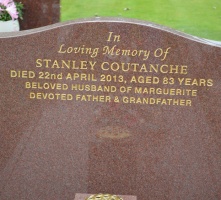 In
Loving Memory Of
STANLEY COUTANCHE
DIED 22nd APRIL 2013, AGED 83 YEARS
BELOVED HUSBAND OF MARGUERITE
DEVOTED FATHER & GRANDFATHER